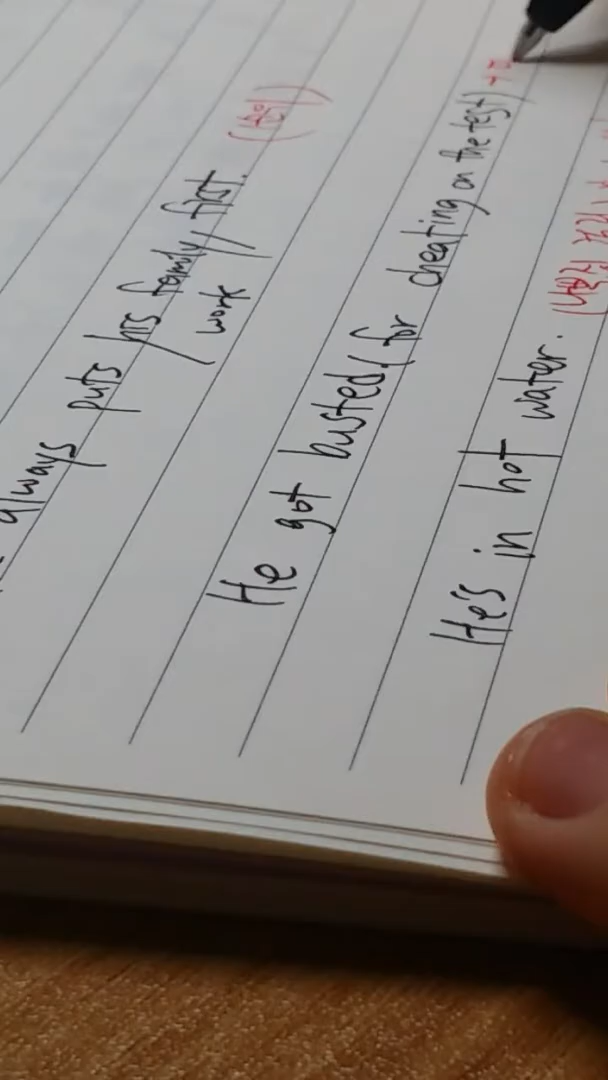 always puts his family first.
work
He got busted (for cheating on the test)
He's in hot water.